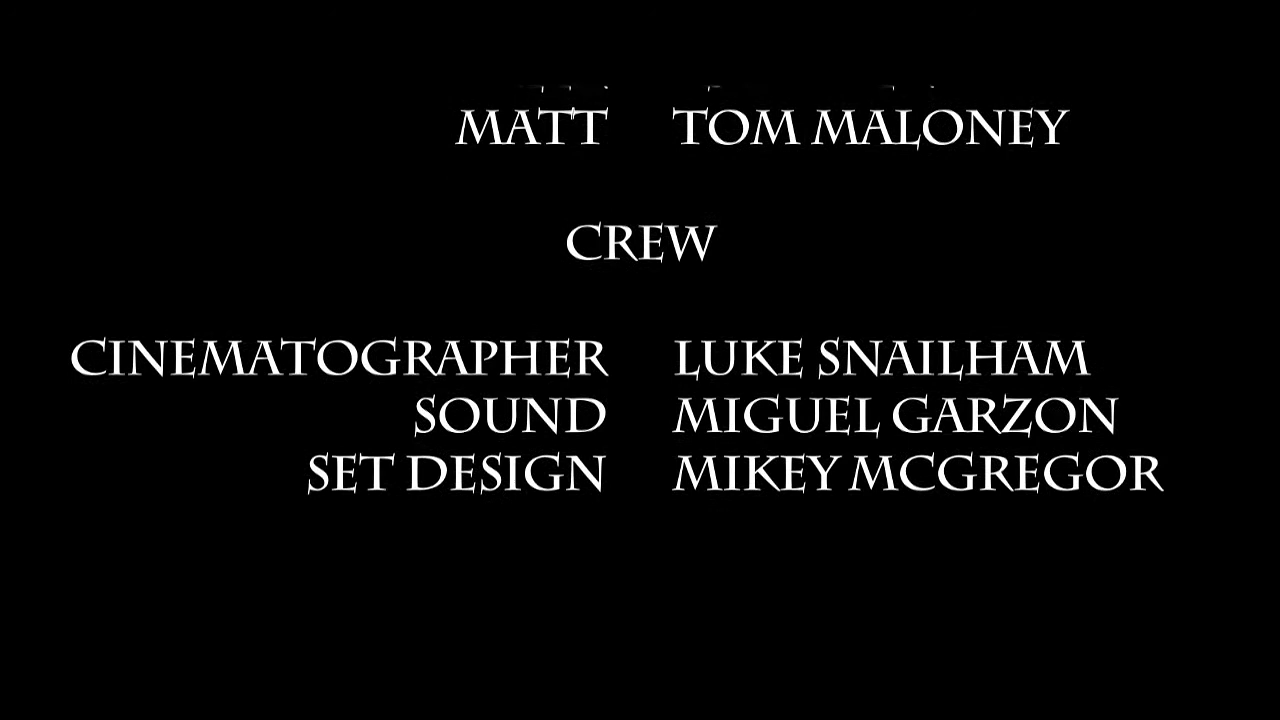 MATT TOM MALONEY
CREW
CINEMATOGRAPHER LUKE SNAILHAM
SOUND MIGUEL GARZON
SET DESIGN MIKEY MCGREGOR